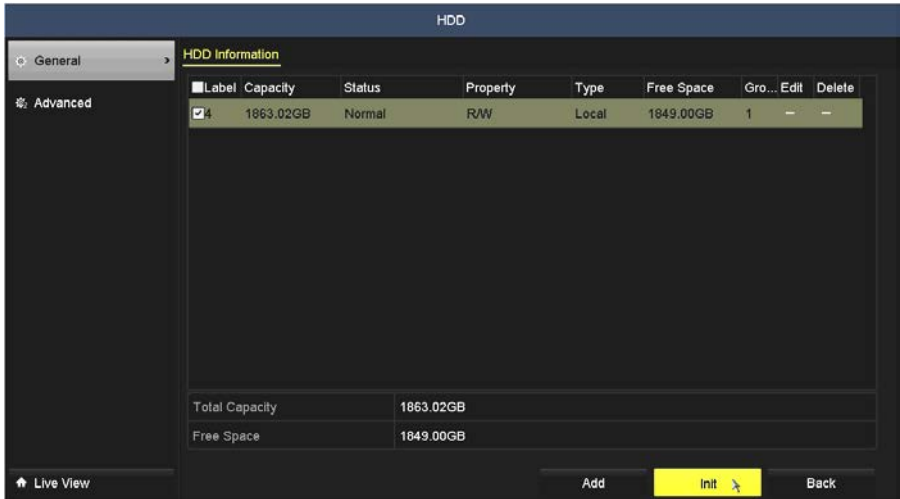 HDD
General
Advanced
HDD Information
Label Capacity Status Property Type Free Space Gro... Edit Delete
4 1863.02GB Normal R/W Local 1849.00GB 1 — —
Total Capacity 1863.02GB
Free Space 1849.00GB
Live View Add Init Back